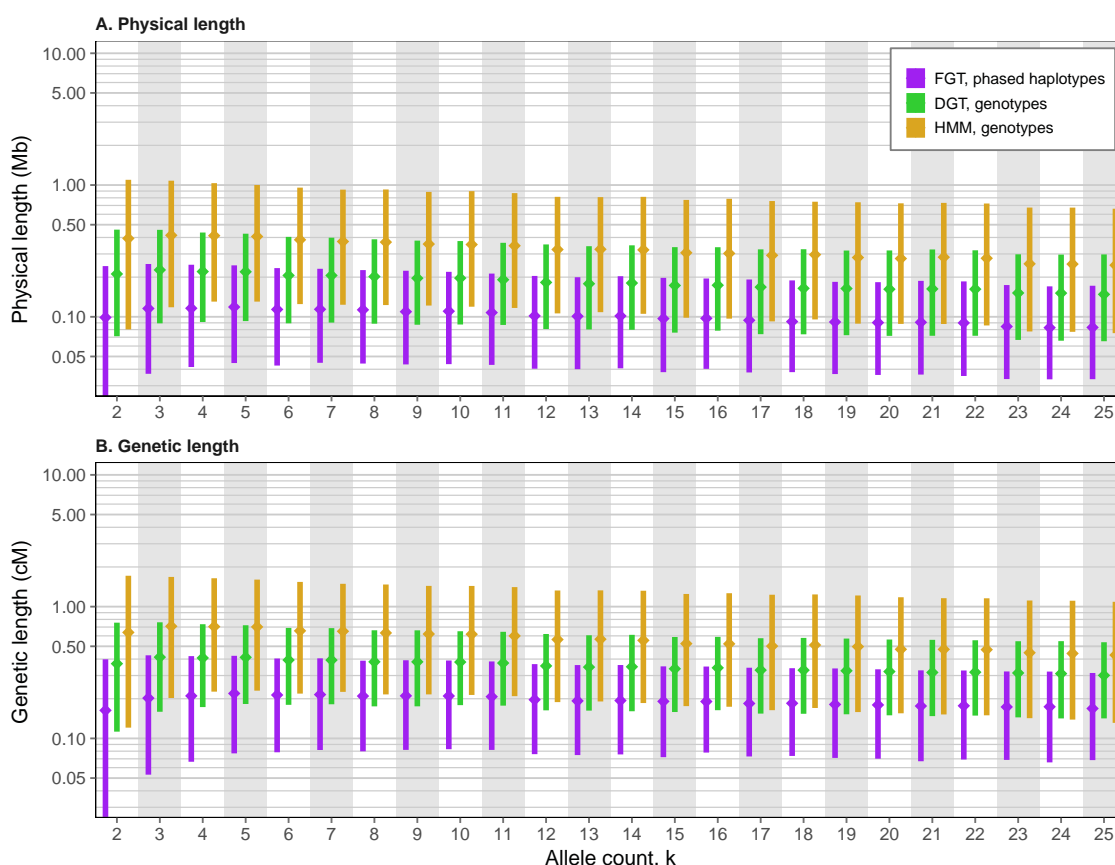 A. Physical length
10.00
5.00
1.00
0.50
0.10
0.05
Physical length (Mb)
FGT, phased haplotypes
DGT, genotypes
HMM, genotypes
2 3 4 5 6 7 8 9 10 11 12 13 14 15 16 17 18 19 20 21 22 23 24 25
B. Genetic length
10.00
5.00
1.00
0.50
0.10
0.05
Genetic length (cM)
2 3 4 5 6 7 8 9 10 11 12 13 14 15 16 17 18 19 20 21 22 23 24 25
Allele count, k